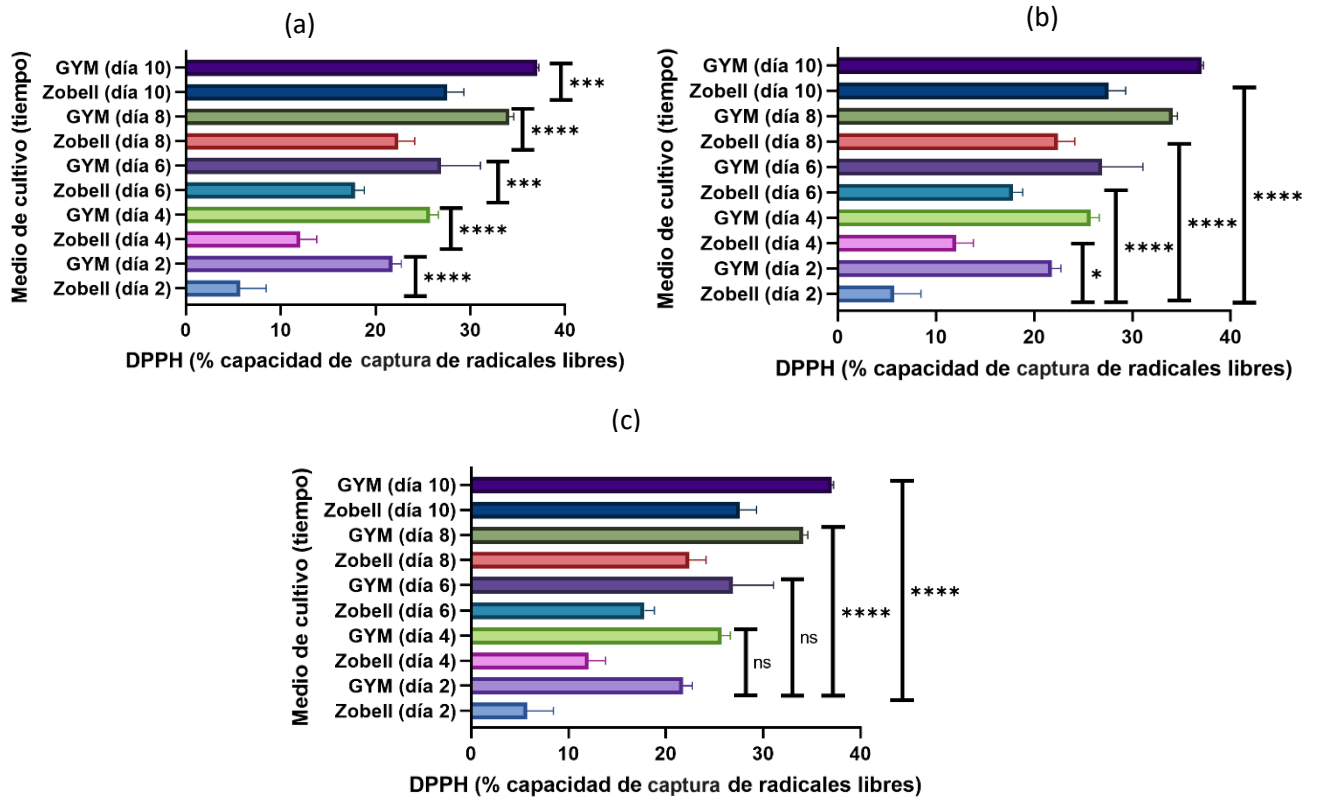 (a)
Medio de cultivo (tiempo)
GYM (día 10)
Zobell (día 10)
GYM (día 8)
Zobell (día 8)
GYM (día 6)
Zobell (día 6)
GYM (día 4)
Zobell (día 4)
GYM (día 2)
Zobell (día 2)
***
****
***
****
****
0 10 20 30 40
DPPH (% capacidad de captura de radicales libres)
(b)
Medio de cultivo (tiempo)
GYM (día 10)
Zobell (día 10)
GYM (día 8)
Zobell (día 8)
GYM (día 6)
Zobell (día 6)
GYM (día 4)
Zobell (día 4)
GYM (día 2)
Zobell (día 2)
*
****
****
****
0 10 20 30 40
DPPH (% capacidad de captura de radicales libres)
(c)
Medio de cultivo (tiempo)
GYM (día 10)
Zobell (día 10)
GYM (día 8)
Zobell (día 8)
GYM (día 6)
Zobell (día 6)
GYM (día 4)
Zobell (día 4)
GYM (día 2)
Zobell (día 2)
ns
ns
****
****
0 10 20 30 40
DPPH (% capacidad de captura de radicales libres)